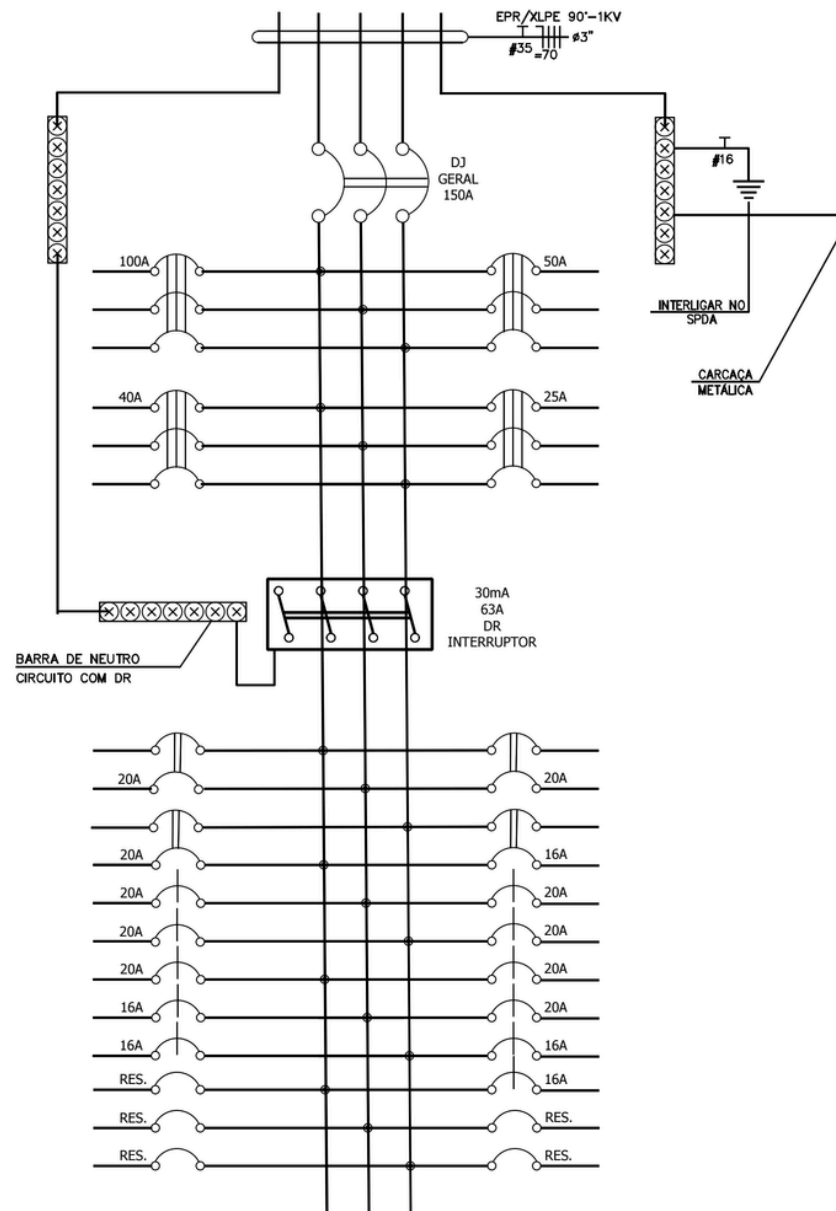 EPR/XLPE 90°-1KV
#35 =70 ø3"
DJ
GERAL
150A
#16
100A
50A
INTERLIGAR NO
SPDA
CARCAÇA
METÁLICA
40A
25A
30mA
63A
DR
INTERRUPTOR
BARRA DE NEUTRO
CIRCUITO COM DR
20A 20A
20A 16A
20A 20A
20A 20A
20A 20A
16A 20A
16A 16A
RES. 16A
RES. RES.
RES. RES.